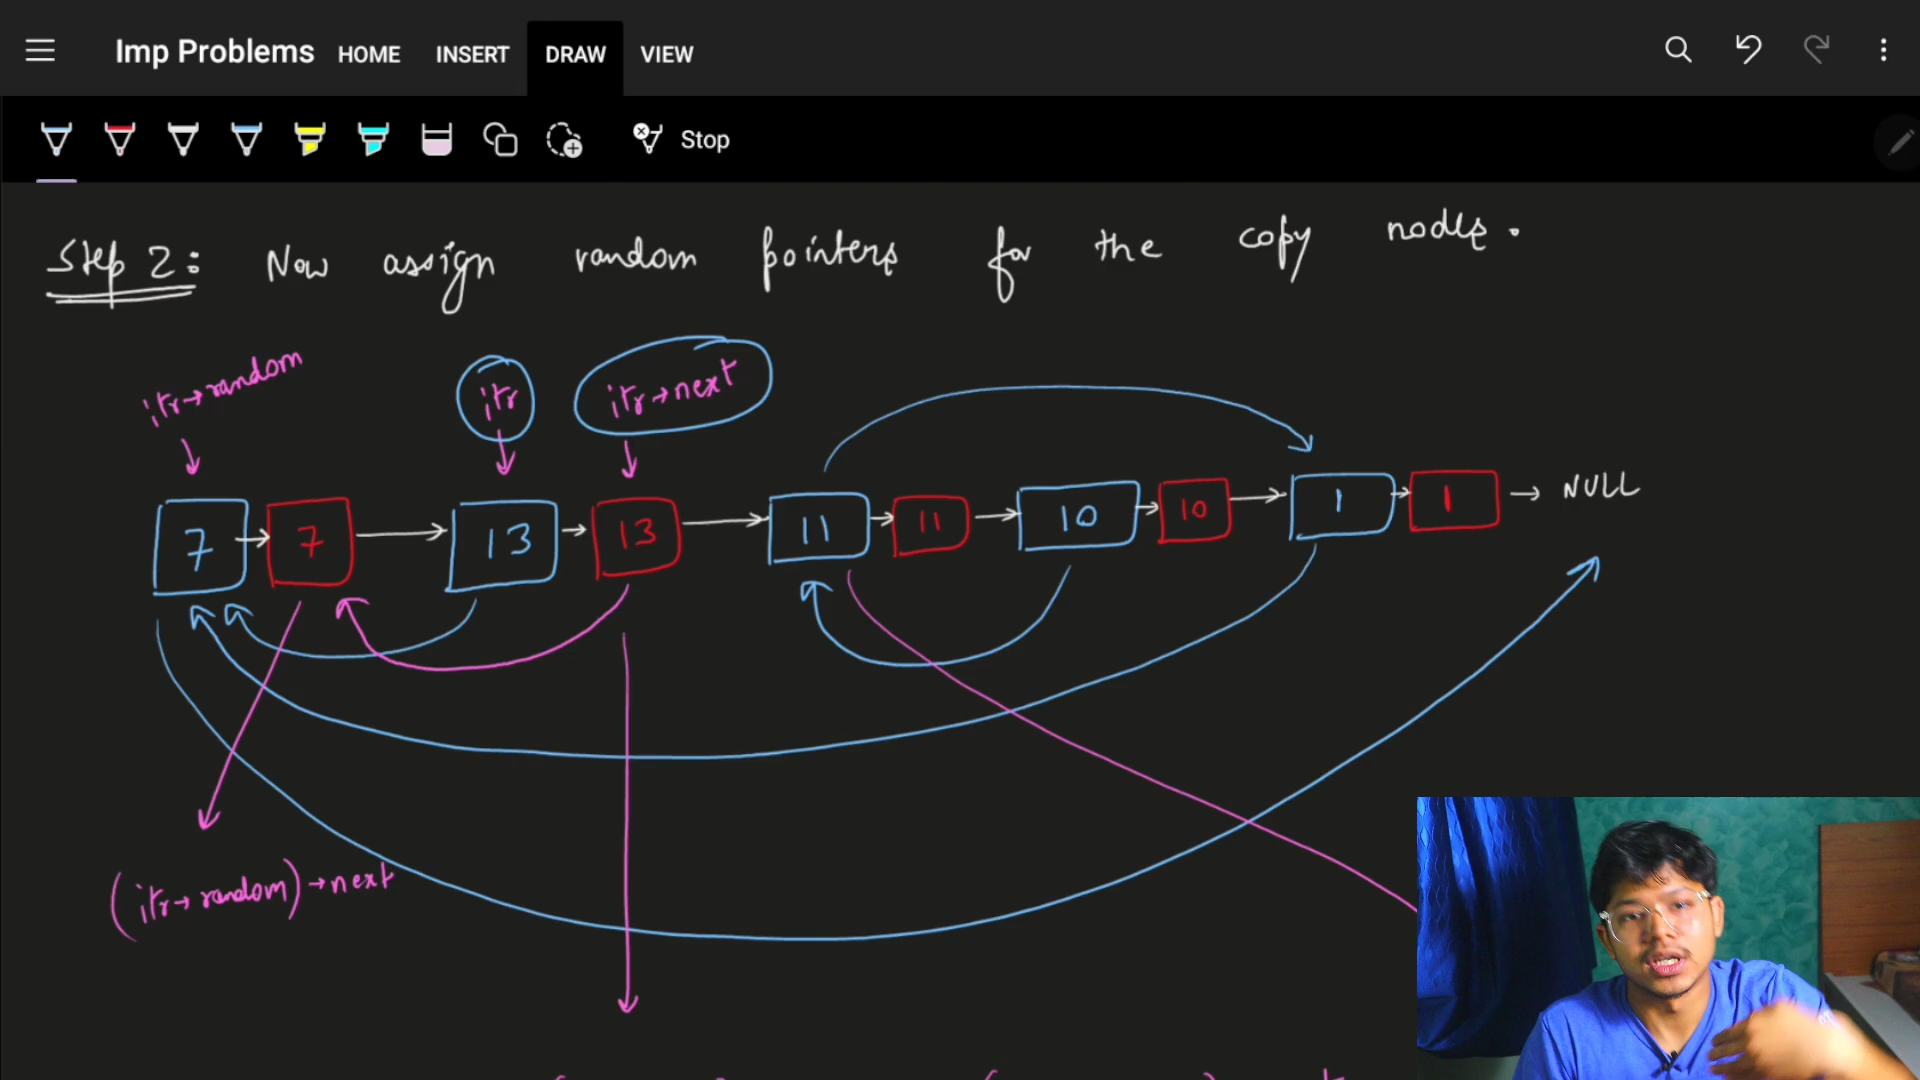 Imp Problems HOME INSERT DRAW VIEW
Stop
Step 2: Now assign random pointers for the copy nodes.
itr→random itr itr→next
7 → 7 → 13 → 13 → 11 → 11 → 10 → 10 → 1 → 1 → NULL
(itr→random)→next